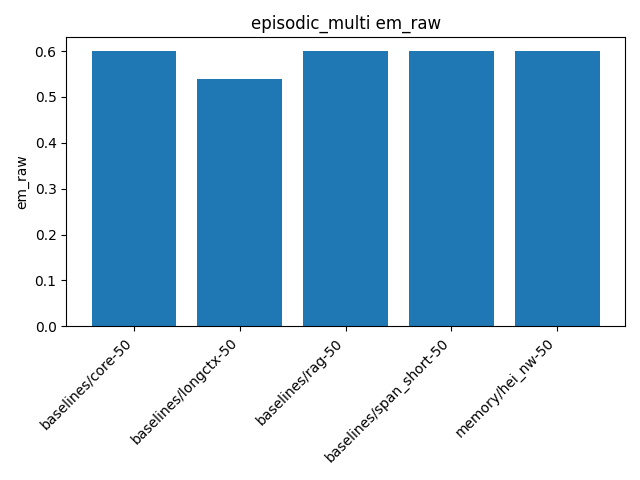 episodic_multi em_raw
em_raw
0.6
0.5
0.4
0.3
0.2
0.1
0.0
baselines/core-50
baselines/longctx-50
baselines/rag-50
baselines/span_short-50
memory/hei_nw-50